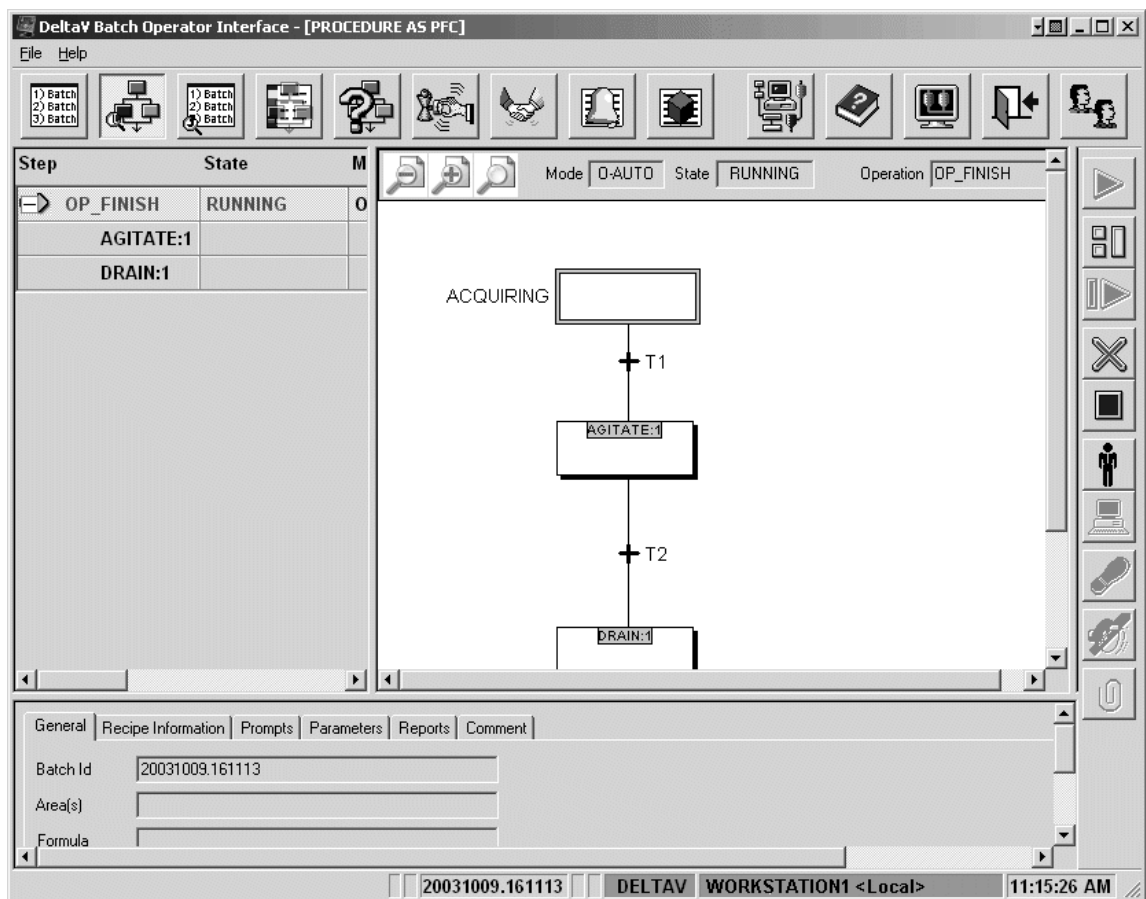 DeltaV Batch Operator Interface - [PROCEDURE AS PFC]
File Help
1) Batch
2) Batch
3) Batch
1) Batch
2) Batch
3) Batch
Step State M
OP_FINISH RUNNING O
AGITATE:1
DRAIN:1
Mode O-AUTO State RUNNING Operation OP_FINISH
ACQUIRING
T1
AGITATE:1
T2
DRAIN:1
General Recipe Information Prompts Parameters Reports Comment
Batch Id 20031009.161113
Area(s)
Formula
20031009.161113 DELTAV WORKSTATION1 <Local> 11:15:26 AM